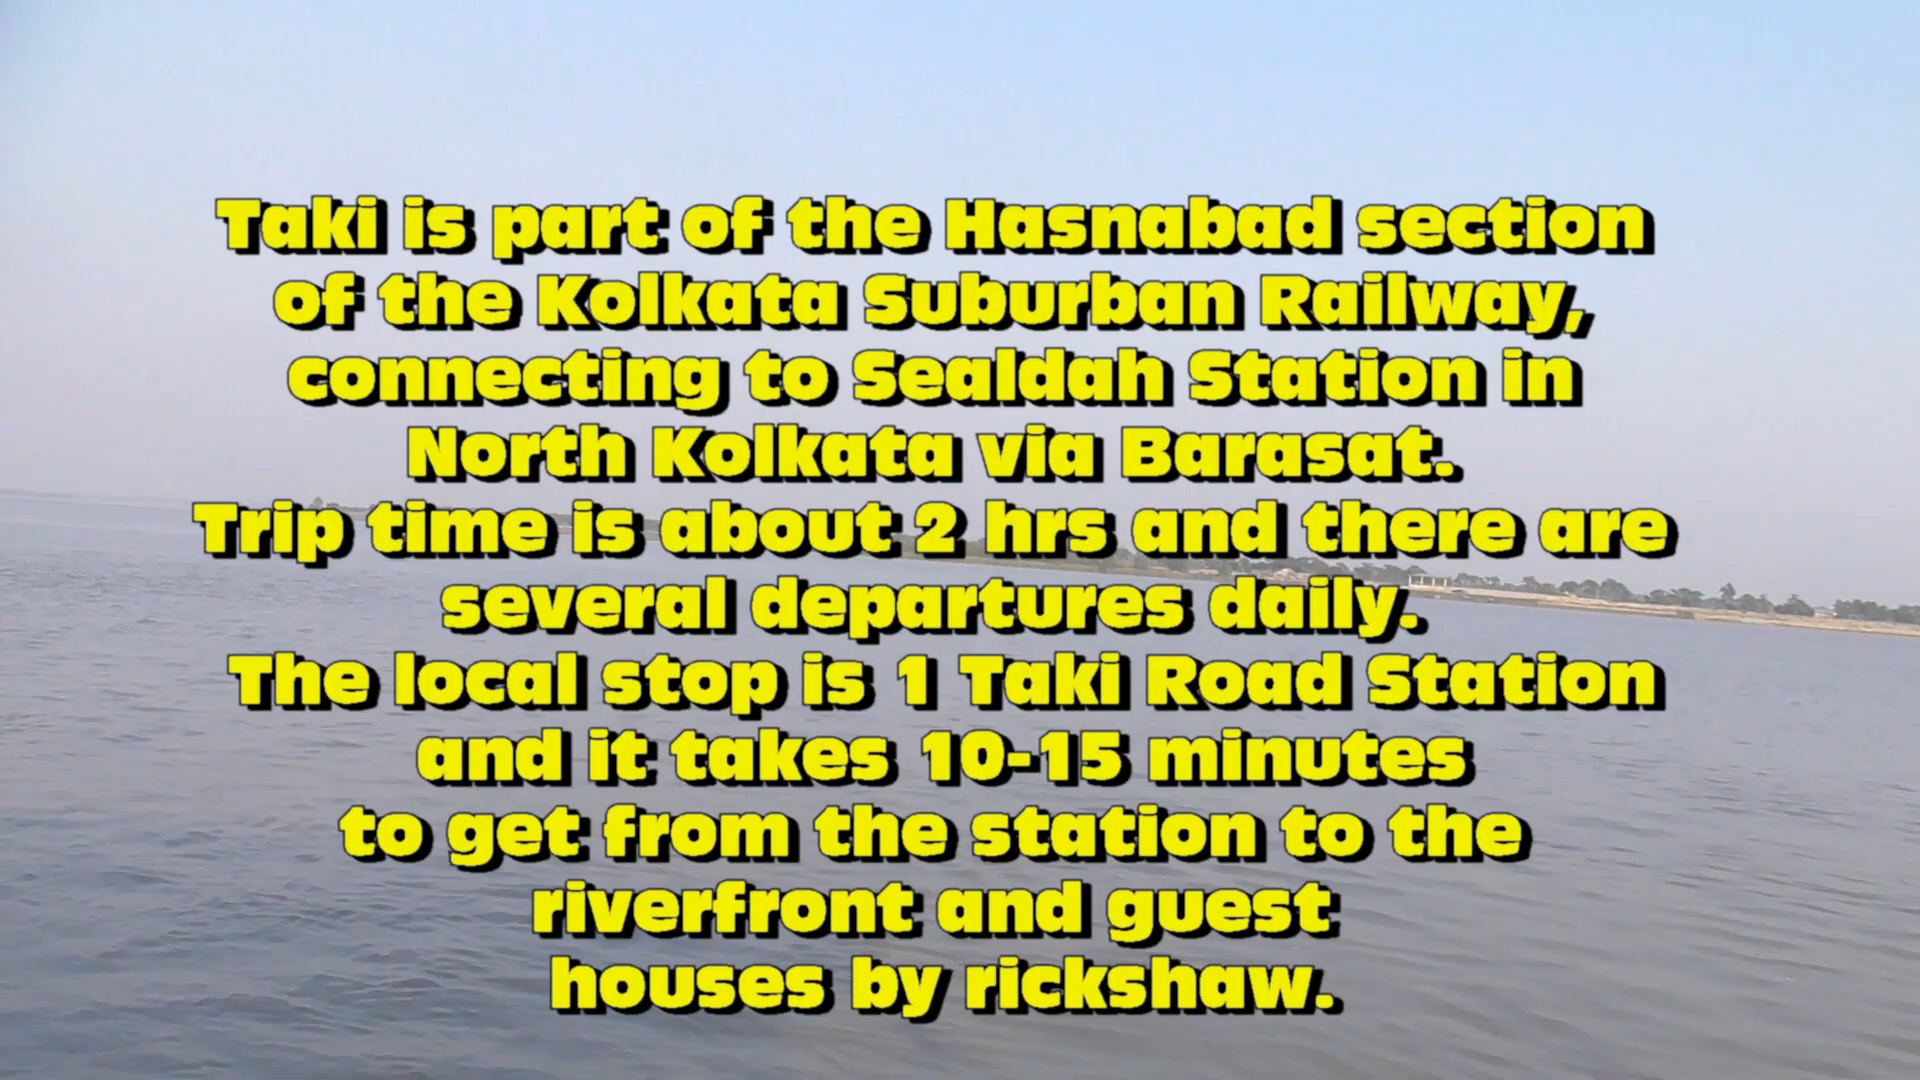 Taki is part of the Hasnabad section
of the Kolkata Suburban Railway,
connecting to Sealdah Station in
North Kolkata via Barasat.
Trip time is about 2 hrs and there are
several departures daily.
The local stop is 1 Taki Road Station
and it takes 10-15 minutes
to get from the station to the
riverfront and guest
houses by rickshaw.